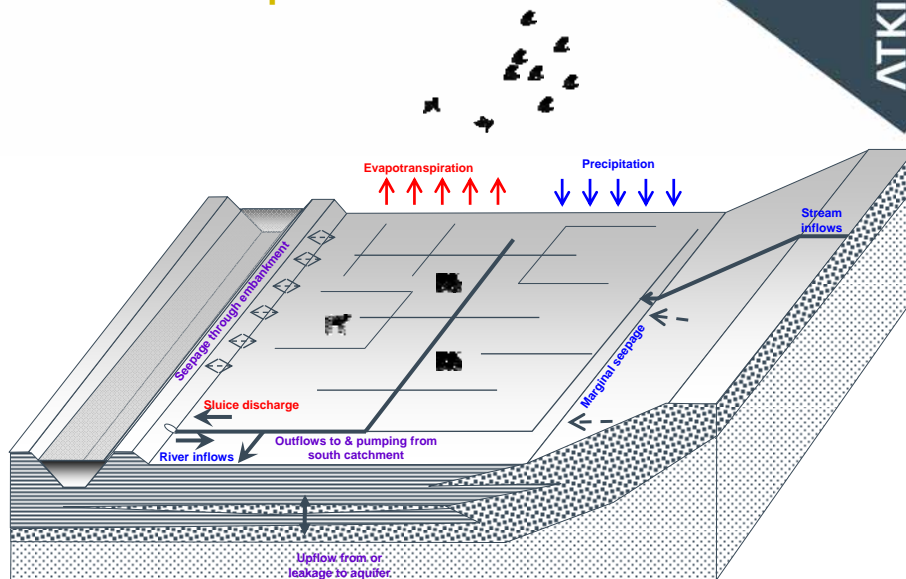 ATKI
Evapotranspiration
Precipitation
Stream
inflows
Seepage through embankment
Marginal seepage
Sluice discharge
River inflows
Outflows to & pumping from
south catchment
Upflow from or
leakage to aquifer